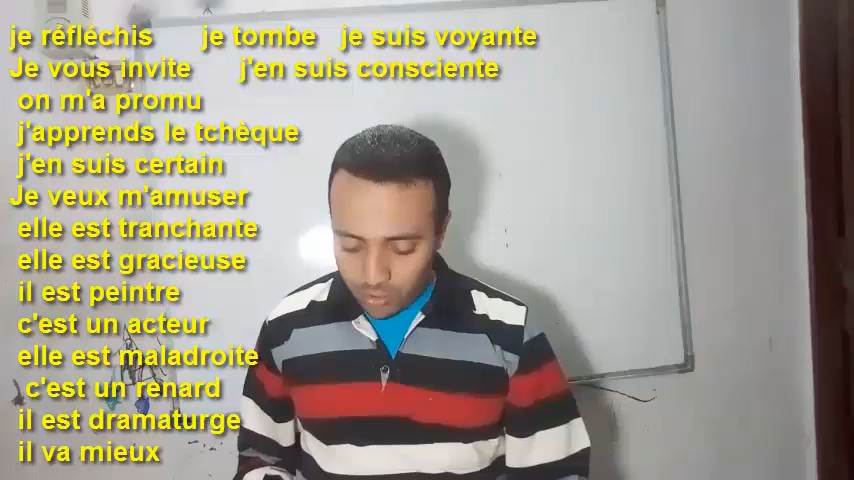 je réfléchis je tombe je suis voyante
Je vous invite j'en suis consciente
on m'a promu
j'apprends le tchèque
j'en suis certain
Je veux m'amuser
elle est tranchante
elle est gracieuse
il est peintre
c'est un acteur
elle est maladroite
c'est un renard
il est dramaturge
il va mieux